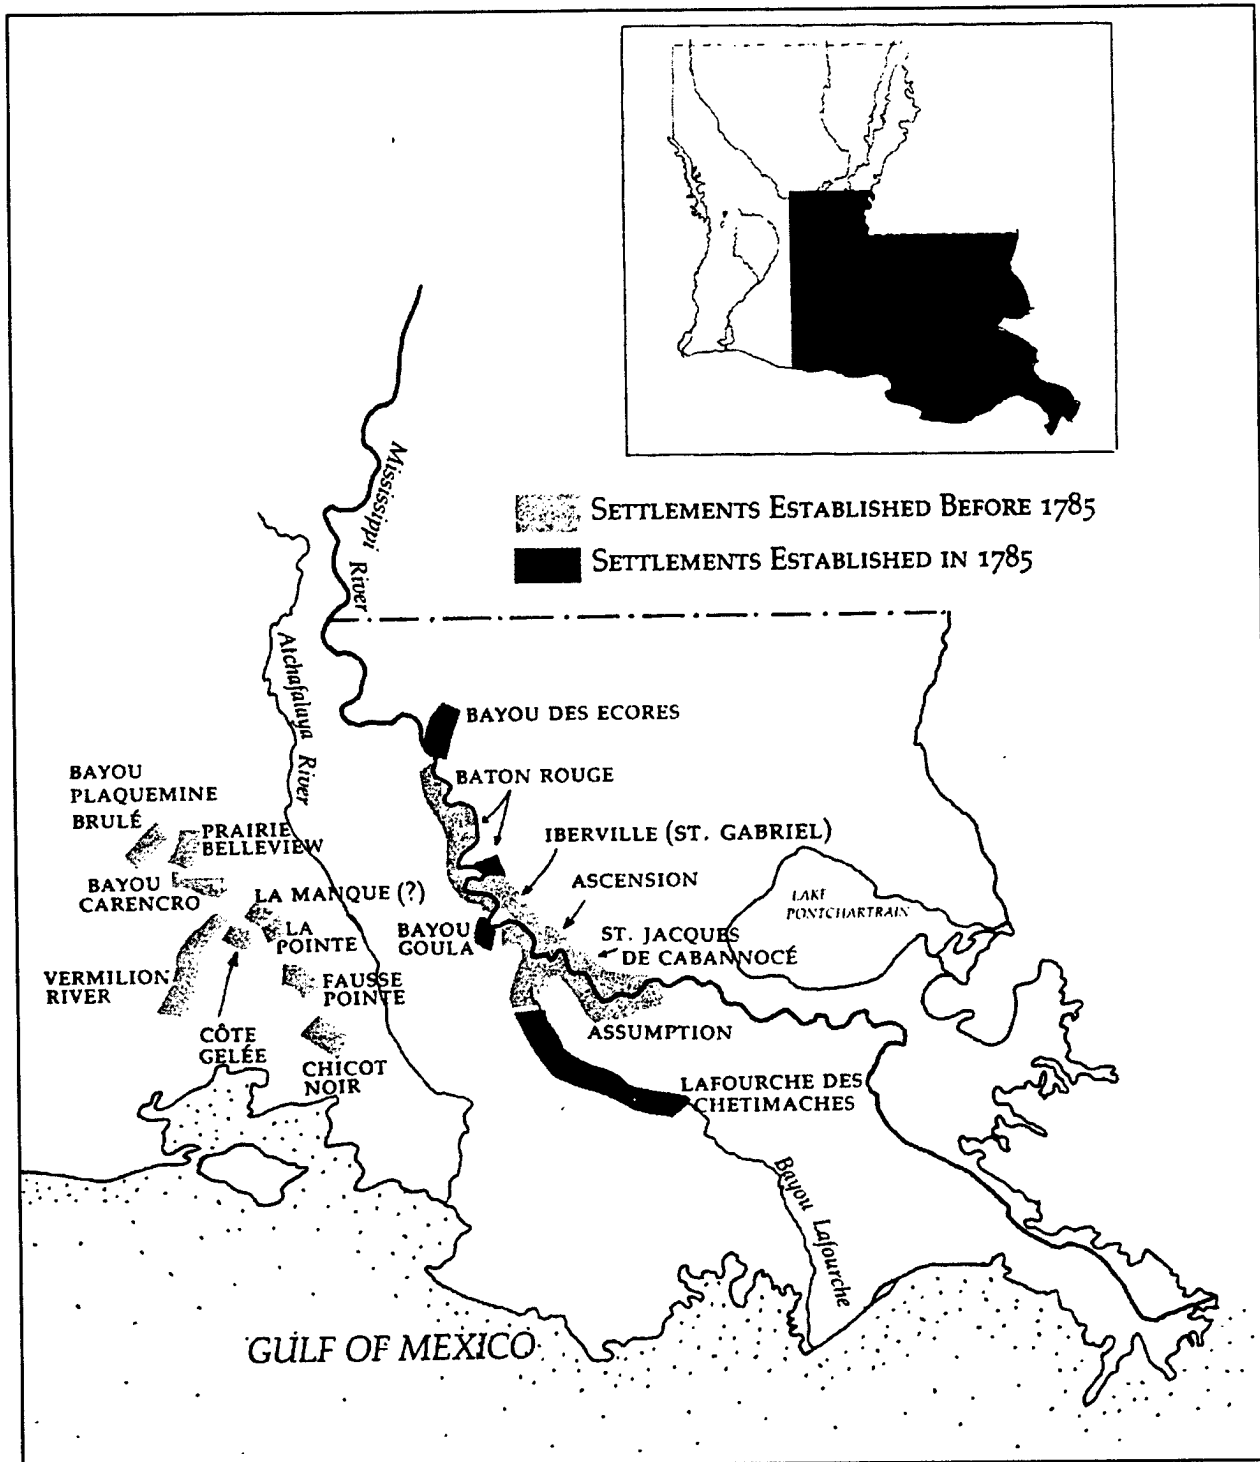 SETTLEMENTS ESTABLISHED BEFORE 1785
SETTLEMENTS ESTABLISHED IN 1785
Mississippi
River
Atchafalaya
River
BAYOU DES ECORES
BATON ROUGE
IBERVILLE (ST. GABRIEL)
ASCENSION
ST. JACQUES
DE CABANNOCÉ
LAKE
PONTCHARTRAIN
BAYOU
PLAQUEMINE
BRULÉ
PRAIRIE
BELLEVIEW
BAYOU
CARENCRO
LA MANQUE (?)
LA
POINTE
BAYOU
GOULA
VERMILION
RIVER
FAUSSE
POINTE
CÔTE
GELÉE
CHICOT
NOIR
ASSUMPTION
LAFOURCHE DES
CHETIMACHES
Bayou Lafourche
GULF OF MEXICO